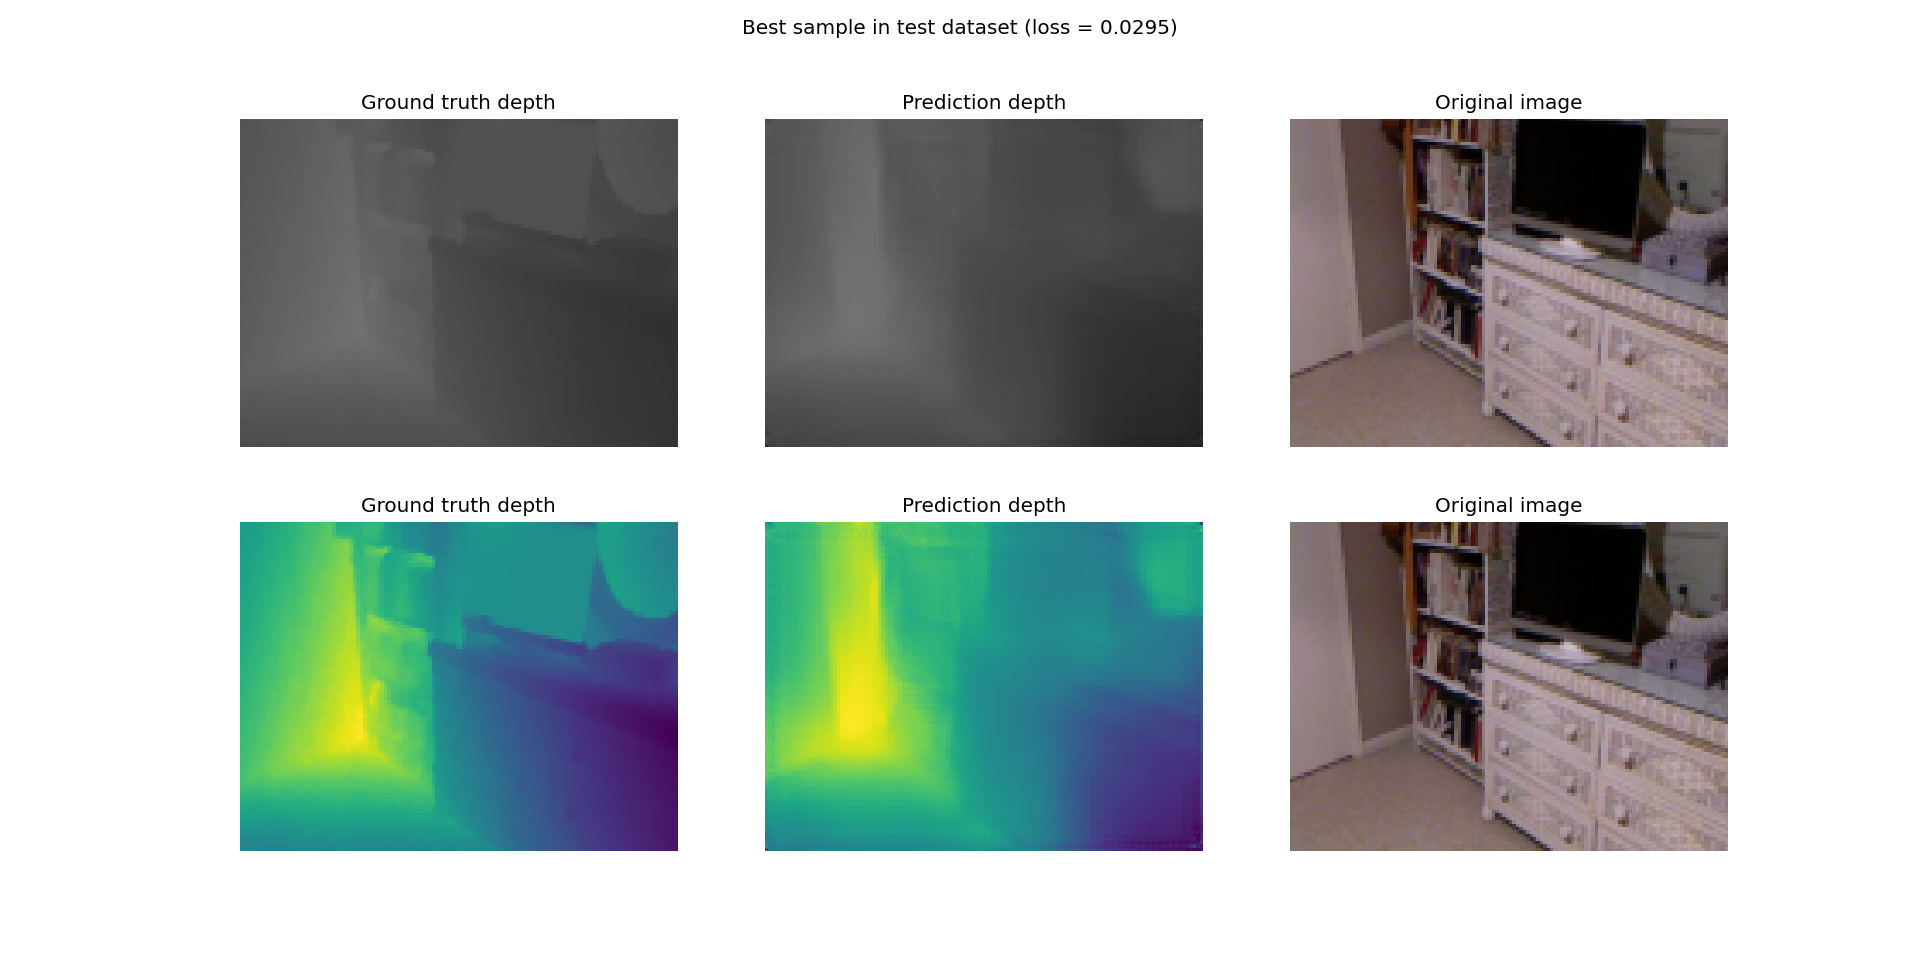 Best sample in test dataset (loss = 0.0295)
Ground truth depth
Prediction depth
Original image
Ground truth depth
Prediction depth
Original image